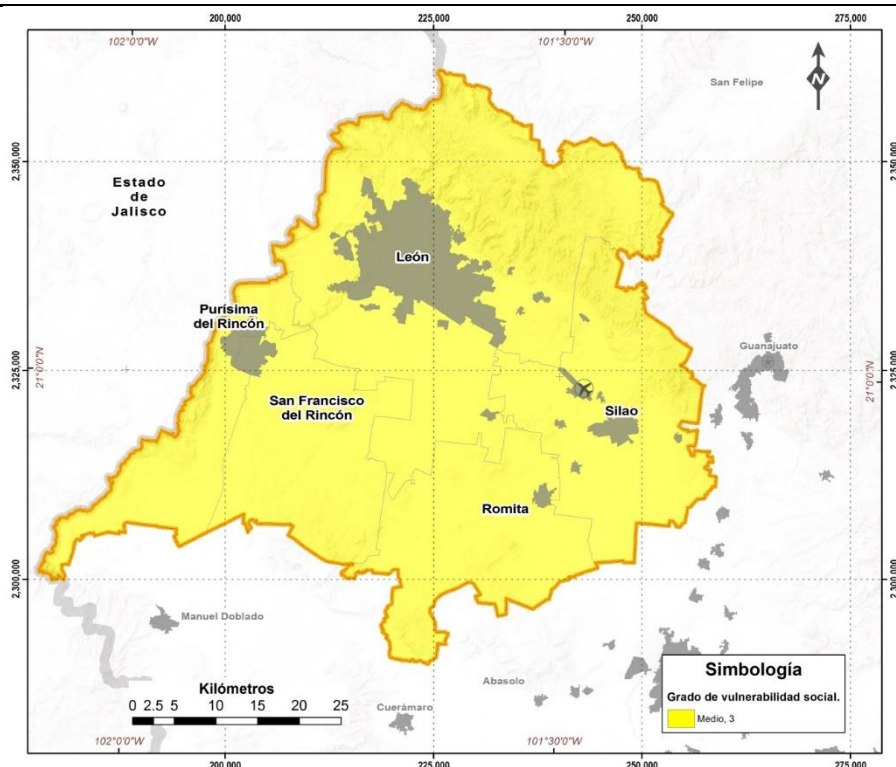 200,000 225,000 250,000 275,000
102°0'0"W 101°30'0"W
N
San Felipe
2,350,000 2,350,000
Estado
de
Jalisco
León
Purísima
del Rincón
Guanajuato
2,325,000 2,325,000
21°0'0"N 21°0'0"N
San Francisco
del Rincón
Silao
Romita
2,300,000 2,300,000
Manuel Doblado
Simbología
Abasolo
Kilómetros
Grado de vulnerabilidad social.
0 2.5 5 10 15 20 25
Cuerámaro
Medio, 3
102°0'0"W 101°30'0"W
200,000 225,000 250,000 275,000